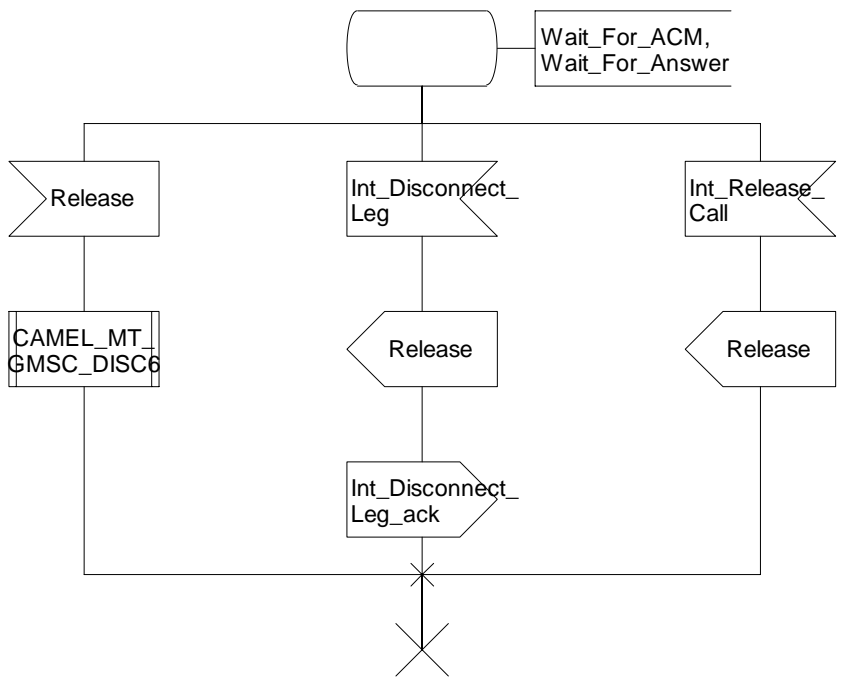 Wait_For_ACM,
Wait_For_Answer
Release
Int_Disconnect_
Leg
Int_Release_
Call
CAMEL_MT_
GMSC_DISC6
Release
Release
Int_Disconnect_
Leg_ack